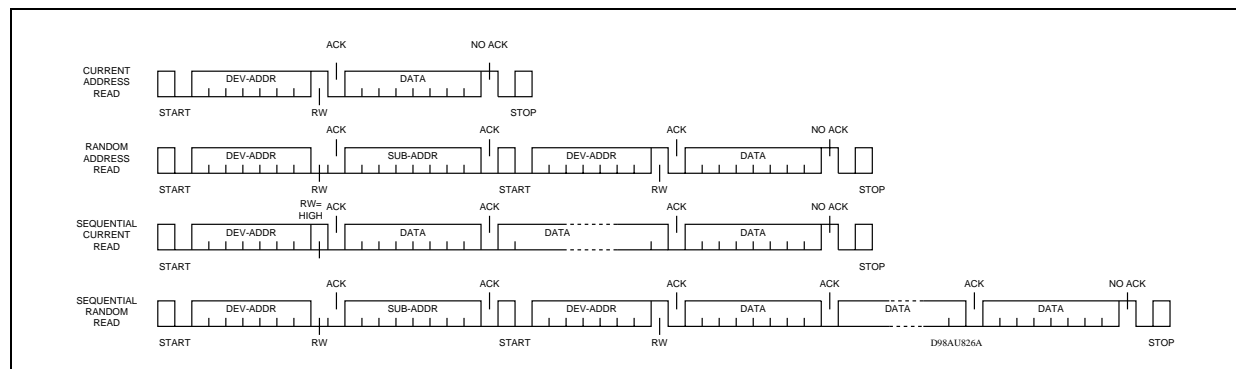 ACK NO ACK
CURRENT ADDRESS READ DEV-ADDR DATA
START RW STOP
ACK ACK ACK NO ACK
RANDOM ADDRESS READ DEV-ADDR SUB-ADDR DEV-ADDR DATA
START RW START RW STOP
RW= HIGH ACK ACK ACK NO ACK
SEQUENTIAL CURRENT READ DEV-ADDR DATA DATA DATA
START STOP
ACK ACK ACK ACK ACK NO ACK
SEQUENTIAL RANDOM READ DEV-ADDR SUB-ADDR DEV-ADDR DATA DATA DATA
START RW START RW D98AU826A STOP